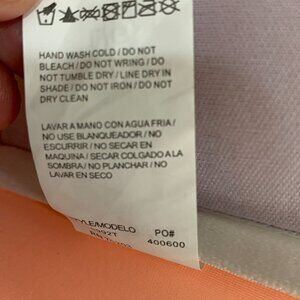 HAND WASH COLD / DO NOT
BLEACH / DO NOT WRING / DO
NOT TUMBLE DRY / LINE DRY IN
SHADE / DO NOT IRON / DO NOT
DRY CLEAN
LAVAR A MANO CON AGUA FRIA /
NO USE BLANQUEADOR / NO
ESCURRIR / NO SECAR EN
MAQUINA / SECAR COLGADO A LA
SOMBRA / NO PLANCHAR / NO
LAVAR EN SECO
STYLE/MODELO PO#
400600